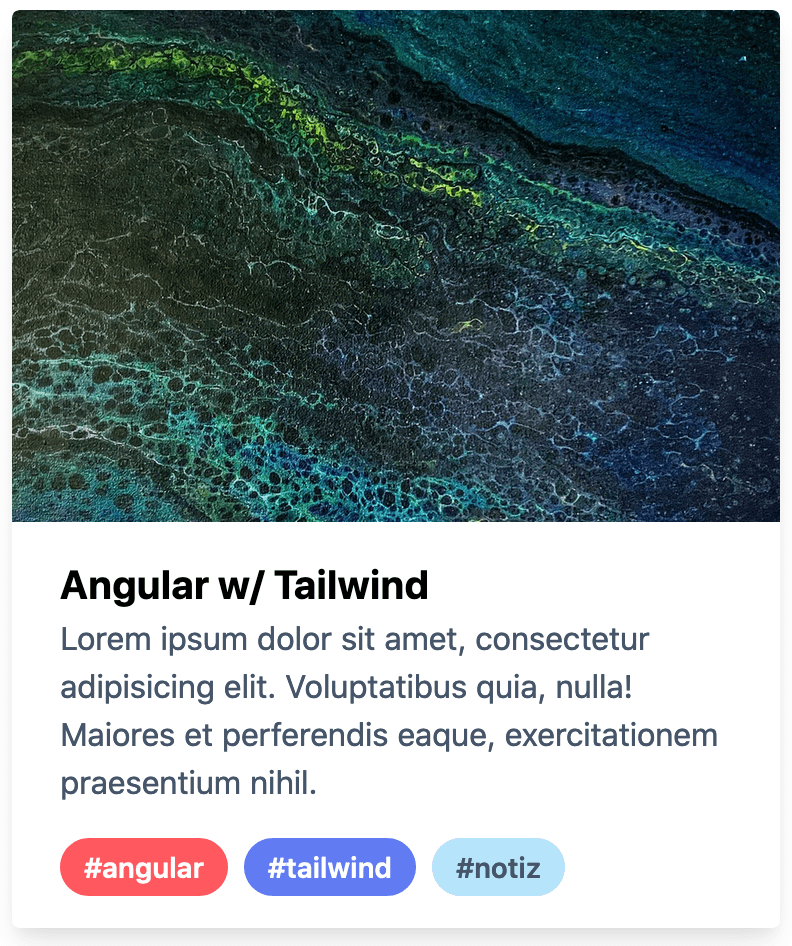 Angular w/ Tailwind
Lorem ipsum dolor sit amet, consectetur
adipisicing elit. Voluptatibus quia, nulla!
Maiores et perferendis eaque, exercitationem
praesentium nihil.
#angular #tailwind #notiz